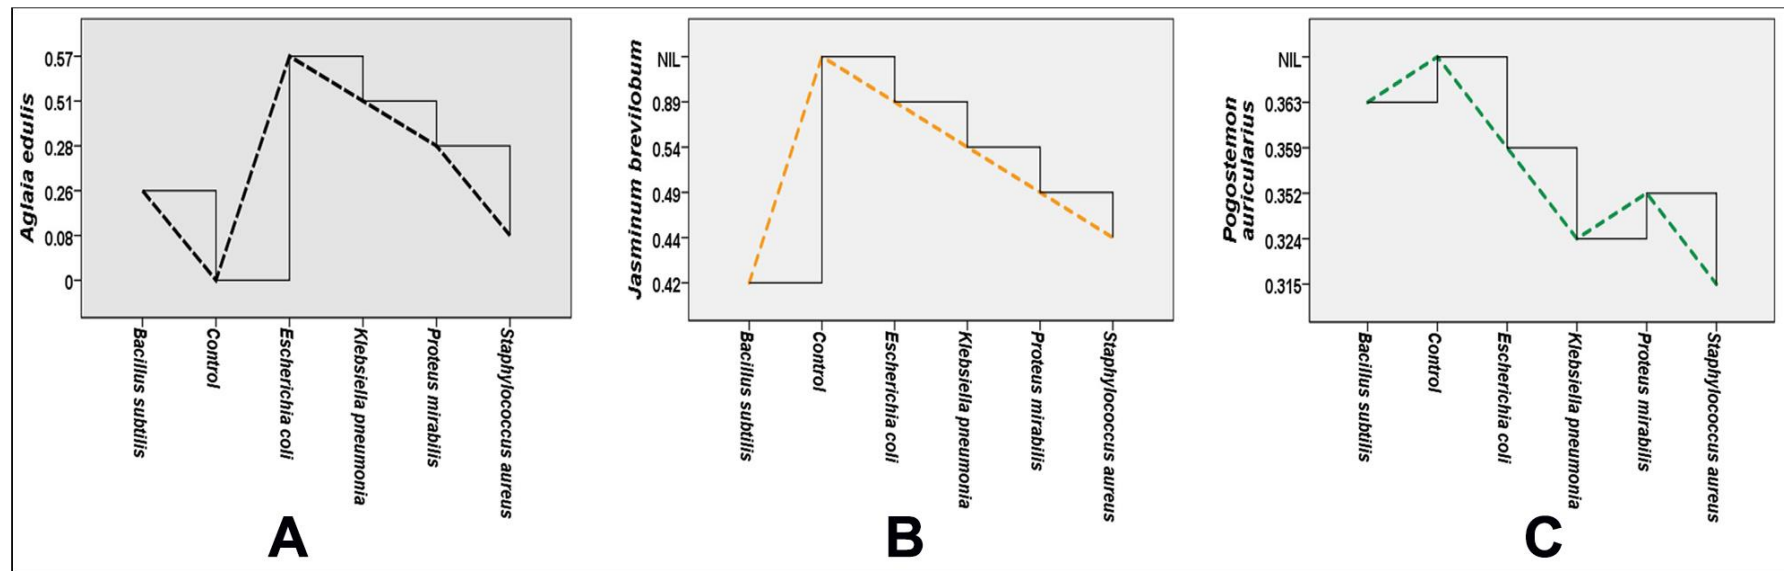 Aglaia edulis
0.57
0.51
0.28
0.26
0.08
0
Bacillus subtilis
Control
Escherichia coli
Klebsiella pneumonia
Proteus mirabilis
Staphylococcus aureus
A
Jasminum brevilobum
NIL
0.89
0.54
0.49
0.44
0.42
Bacillus subtilis
Control
Escherichia coli
Klebsiella pneumonia
Proteus mirabilis
Staphylococcus aureus
B
Pogostemon
auricularius
NIL
0.363
0.359
0.352
0.324
0.315
Bacillus subtilis
Control
Escherichia coli
Klebsiella pneumonia
Proteus mirabilis
Staphylococcus aureus
C